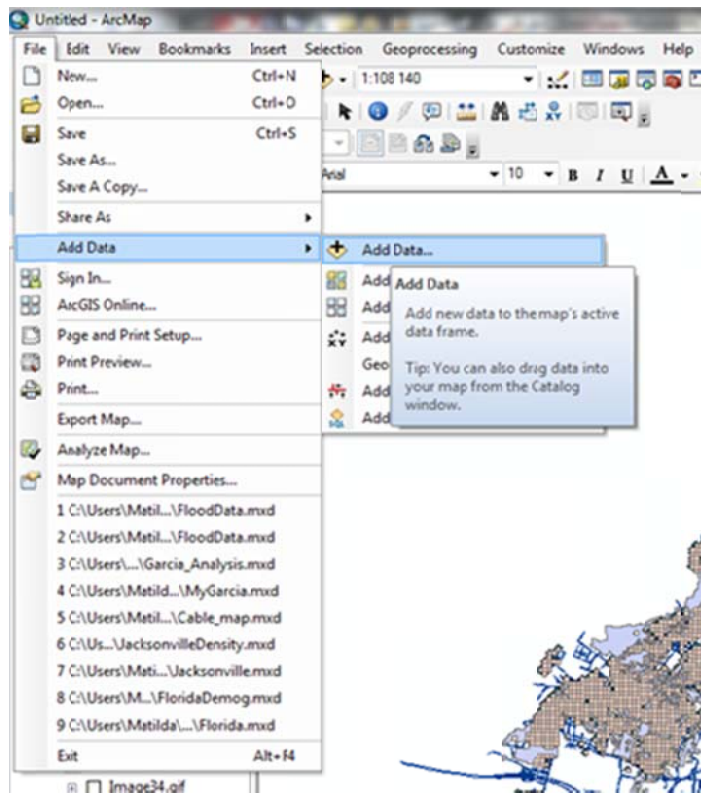 Untitled - ArcMap
File Edit View Bookmarks Insert Selection Geoprocessing Customize Windows Help
New... Ctrl+N
1:108 140
Open... Ctrl+O
Save Ctrl+S
Save As...
Arial 10 B I U A
Save A Copy...
Share As
Add Data
Add Data...
Sign In...
Add
Add Data
ArcGIS Online...
Add
Add new data to the map's active
data frame.
Page and Print Setup...
Add
Print Preview...
Geo
Tip: You can also drag data into
your map from the Catalog
window.
Print...
Add
Export Map...
Add
Analyze Map...
Map Document Properties...
1 C:\Users\Matil...\FloodData.mxd
2 C:\Users\Matil...\FloodData.mxd
3 C:\Users\...\Garcia_Analysis.mxd
4 C:\Users\Matild...\MyGarcia.mxd
5 C:\Users\Matil...\Cable_map.mxd
6 C:\Us...\JacksonvilleDensity.mxd
7 C:\Users\Mati...\Jacksonville.mxd
8 C:\Users\M...\FloridaDemog.mxd
9 C:\Users\Matilda\...\Florida.mxd
Exit Alt+F4
Image34.gif